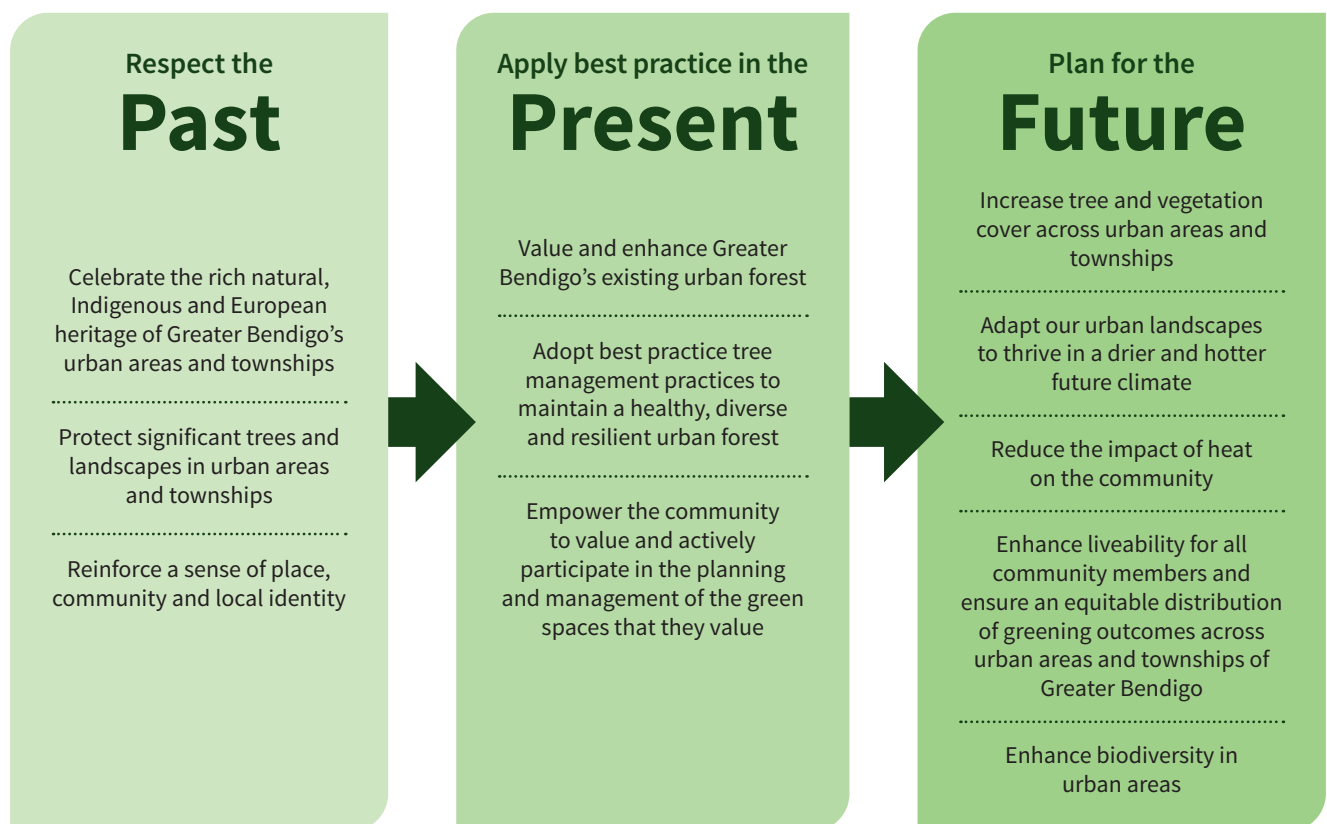 Respect the
Past
Celebrate the rich natural,
Indigenous and European
heritage of Greater Bendigo’s
urban areas and townships
Protect significant trees and
landscapes in urban areas
and townships
Reinforce a sense of place,
community and local identity
Apply best practice in the
Present
Value and enhance Greater
Bendigo’s existing urban forest
Adopt best practice tree
management practices to
maintain a healthy, diverse
and resilient urban forest
Empower the community
to value and actively
participate in the planning
and management of the green
spaces that they value
Plan for the
Future
Increase tree and vegetation
cover across urban areas and
townships
Adapt our urban landscapes
to thrive in a drier and hotter
future climate
Reduce the impact of heat
on the community
Enhance liveability for all
community members and
ensure an equitable distribution
of greening outcomes across
urban areas and townships of
Greater Bendigo
Enhance biodiversity in
urban areas